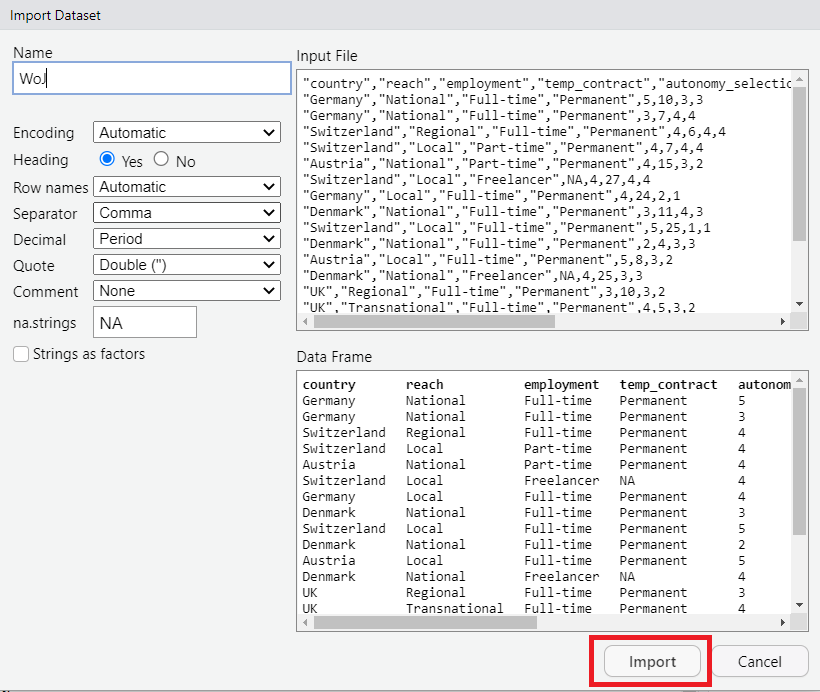 Import Dataset
Name
WoJ
Encoding Automatic
Heading Yes No
Row names Automatic
Separator Comma
Decimal Period
Quote Double (")
Comment None
na.strings NA
Strings as factors
Input File
"country","reach","employment","temp_contract","autonomy_selectio
"Germany","National","Full-time","Permanent",5,10,3,3
"Germany","National","Full-time","Permanent",3,7,4,4
"Switzerland","Regional","Full-time","Permanent",4,6,4,4
"Switzerland","Local","Part-time","Permanent",4,7,4,4
"Austria","National","Part-time","Permanent",4,15,3,2
"Switzerland","Local","Freelancer",NA,4,27,4,4
"Germany","Local","Full-time","Permanent",4,24,2,1
"Denmark","National","Full-time","Permanent",3,11,4,3
"Switzerland","Local","Full-time","Permanent",5,25,1,1
"Denmark","National","Full-time","Permanent",2,4,3,3
"Austria","Local","Full-time","Permanent",5,8,3,2
"Denmark","National","Freelancer",NA,4,25,3,3
"UK","Regional","Full-time","Permanent",3,10,3,2
"UK","Transnational","Full-time","Permanent",4,5,3,2
Data Frame
country reach employment temp_contract autonom
Germany National Full-time Permanent 5
Germany National Full-time Permanent 3
Switzerland Regional Full-time Permanent 4
Switzerland Local Part-time Permanent 4
Austria National Part-time Permanent 4
Switzerland Local Freelancer NA 4
Germany Local Full-time Permanent 4
Denmark National Full-time Permanent 3
Switzerland Local Full-time Permanent 5
Denmark National Full-time Permanent 2
Austria Local Full-time Permanent 5
Denmark National Freelancer NA 4
UK Regional Full-time Permanent 3
UK Transnational Full-time Permanent 4
Import Cancel